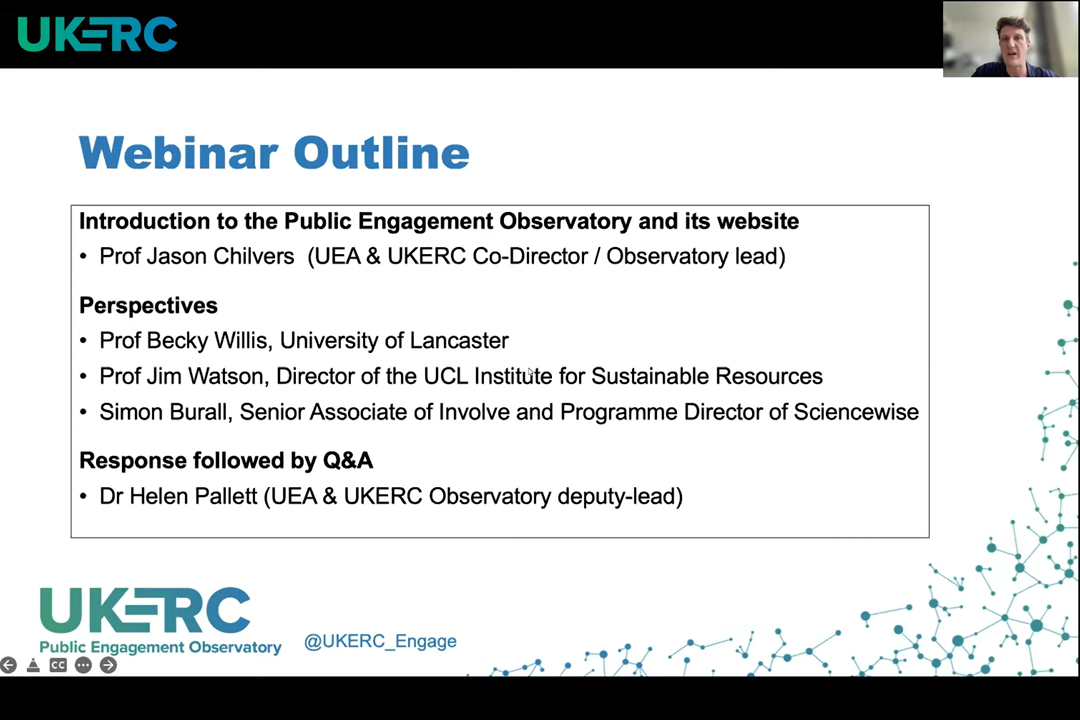 UKERC
Webinar Outline
Introduction to the Public Engagement Observatory and its website
• Prof Jason Chilvers (UEA & UKERC Co-Director / Observatory lead)
Perspectives
• Prof Becky Willis, University of Lancaster
• Prof Jim Watson, Director of the UCL Institute for Sustainable Resources
• Simon Burall, Senior Associate of Involve and Programme Director of Sciencewise
Response followed by Q&A
• Dr Helen Pallett (UEA & UKERC Observatory deputy-lead)
UKERC
Public Engagement Observatory
@UKERC_Engage
CC